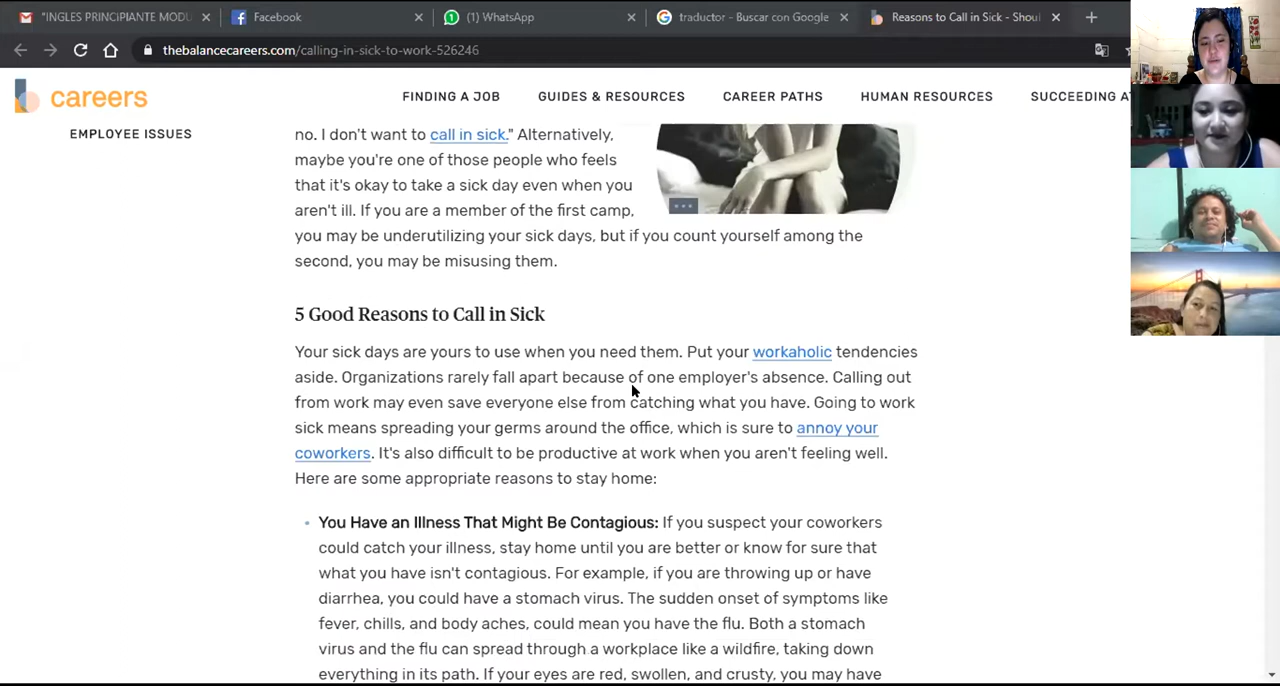 "INGLES PRINCIPIANTE MODU
Facebook
(1) WhatsApp
traductor - Buscar con Google
Reasons to Call in Sick - Shoul
thebalancecareers.com/calling-in-sick-to-work-526246
careers
FINDING A JOB
GUIDES & RESOURCES
CAREER PATHS
HUMAN RESOURCES
SUCCEEDING AT
EMPLOYEE ISSUES
no. I don't want to call in sick." Alternatively,
maybe you're one of those people who feels
that it's okay to take a sick day even when you
aren't ill. If you are a member of the first camp,
you may be underutilizing your sick days, but if you count yourself among the
second, you may be misusing them.
5 Good Reasons to Call in Sick
Your sick days are yours to use when you need them. Put your workaholic tendencies
aside. Organizations rarely fall apart because of one employer's absence. Calling out
from work may even save everyone else from catching what you have. Going to work
sick means spreading your germs around the office, which is sure to annoy your
coworkers. It's also difficult to be productive at work when you aren't feeling well.
Here are some appropriate reasons to stay home:
• You Have an Illness That Might Be Contagious: If you suspect your coworkers
could catch your illness, stay home until you are better or know for sure that
what you have isn't contagious. For example, if you are throwing up or have
diarrhea, you could have a stomach virus. The sudden onset of symptoms like
fever, chills, and body aches, could mean you have the flu. Both a stomach
virus and the flu can spread through a workplace like a wildfire, taking down
everything in its path. If your eyes are red, swollen, and crusty, you may have